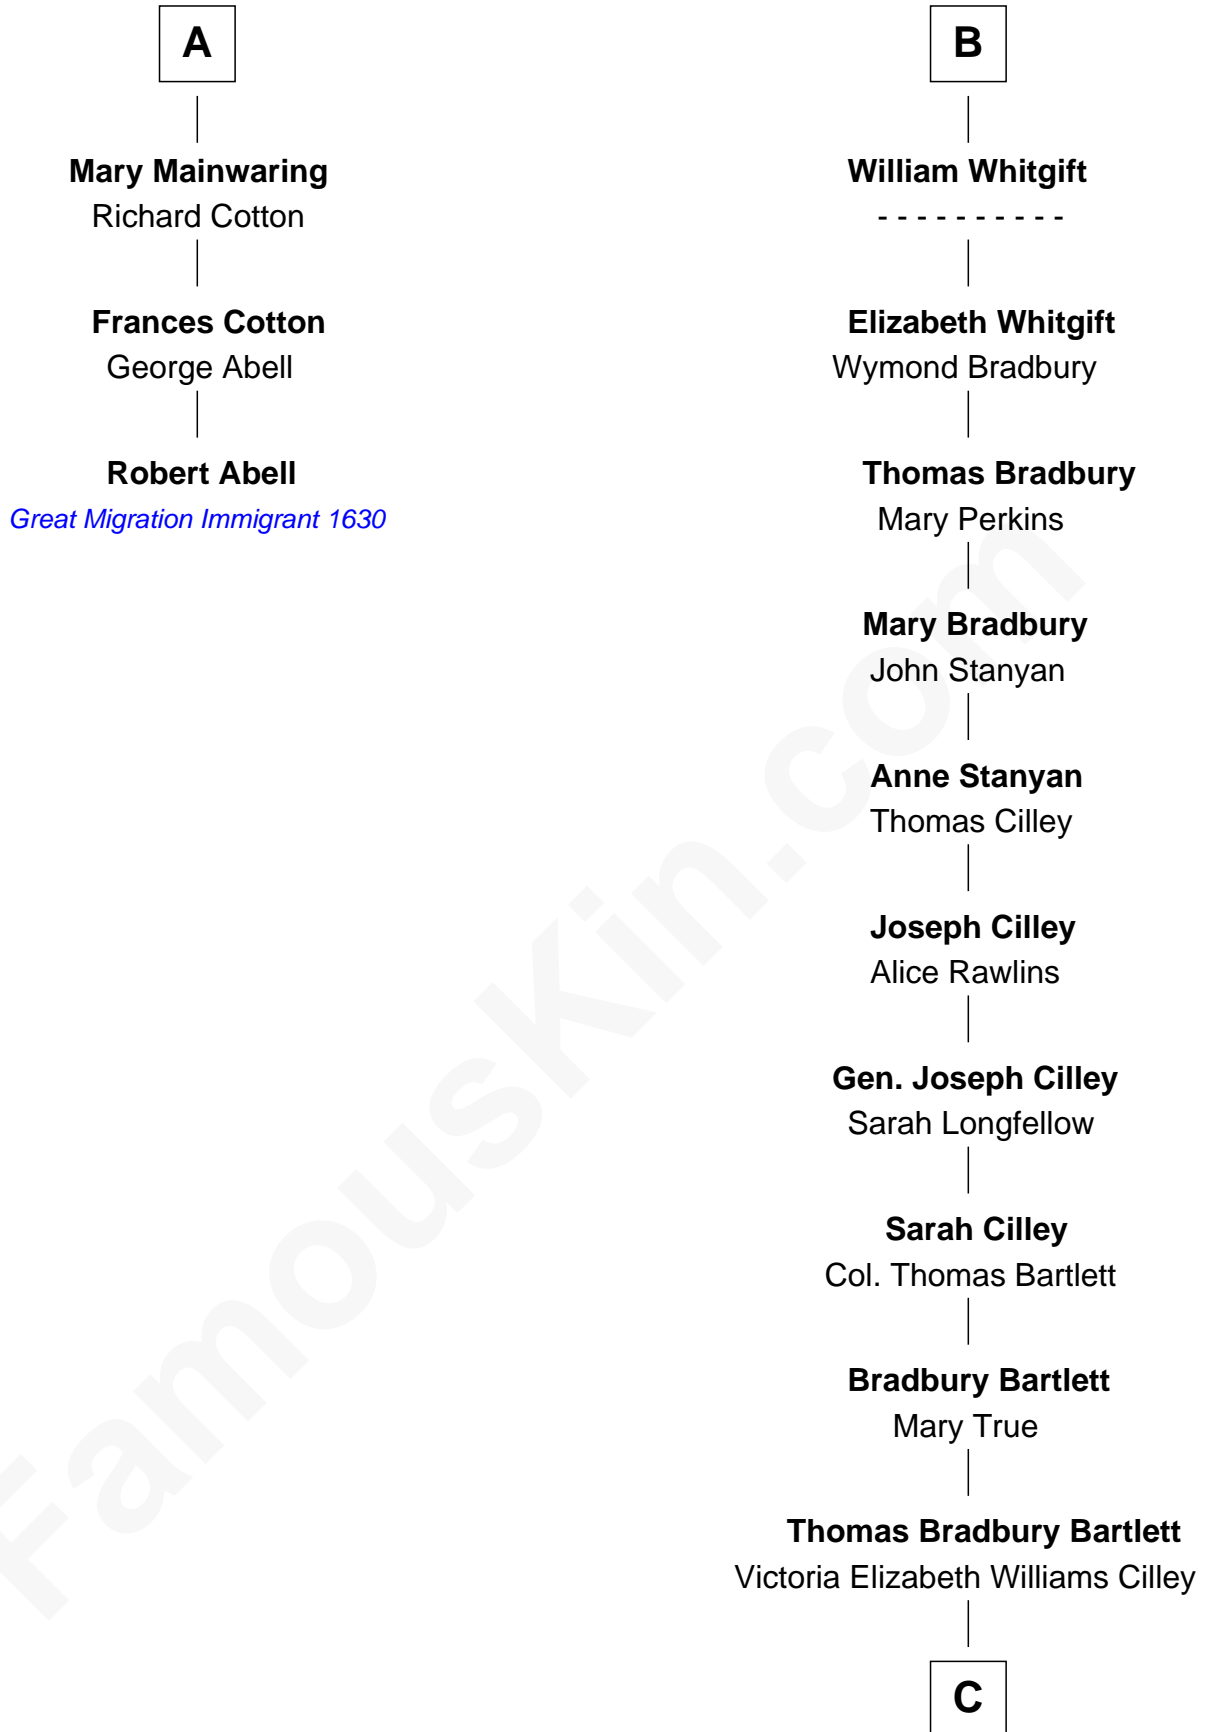 A
Mary Mainwaring
Richard Cotton
Frances Cotton
George Abell
Robert Abell
Great Migration Immigrant 1630
B
William Whitgift
- - - - - - - - - -
Elizabeth Whitgift
Wymond Bradbury
Thomas Bradbury
Mary Perkins
Mary Bradbury
John Stanyan
Anne Stanyan
Thomas Cilley
Joseph Cilley
Alice Rawlins
Gen. Joseph Cilley
Sarah Longfellow
Sarah Cilley
Col. Thomas Bartlett
Bradbury Bartlett
Mary True
Thomas Bradbury Bartlett
Victoria Elizabeth Williams Cilley
C
FamousKin.com